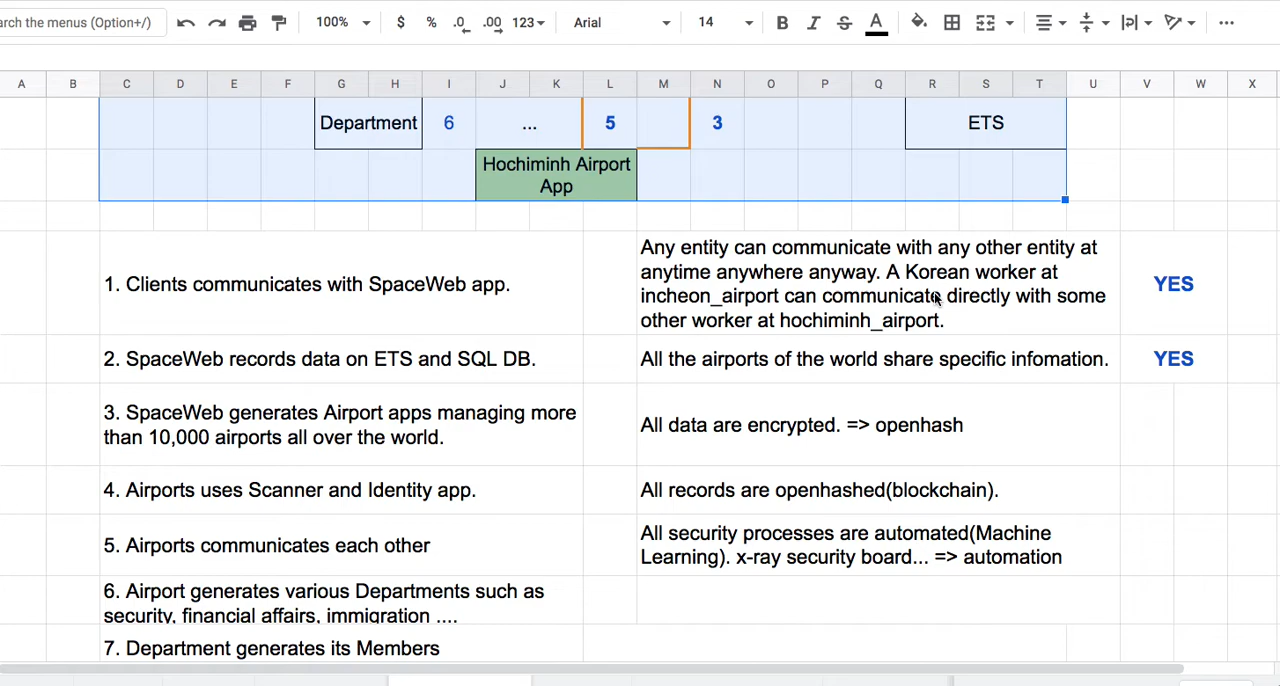 arch the menus (Option+/)
100%
$
%
.0
.00
123
Arial
14
B
I
S
A
A
B
C
D
E
F
G
H
I
J
K
L
M
N
O
P
Q
R
S
T
U
V
W
X
Department
6
...
5
3
ETS
Hochiminh Airport
App
1. Clients communicates with SpaceWeb app.
Any entity can communicate with any other entity at
anytime anywhere anyway. A Korean worker at
incheon_airport can communicate directly with some
other worker at hochiminh_airport.
YES
2. SpaceWeb records data on ETS and SQL DB.
All the airports of the world share specific infomation.
YES
3. SpaceWeb generates Airport apps managing more
than 10,000 airports all over the world.
All data are encrypted. => openhash
4. Airports uses Scanner and Identity app.
All records are openhashed(blockchain).
5. Airports communicates each other
All security processes are automated(Machine
Learning). x-ray security board... => automation
6. Airport generates various Departments such as
security, financial affairs, immigration ....
7. Department generates its Members